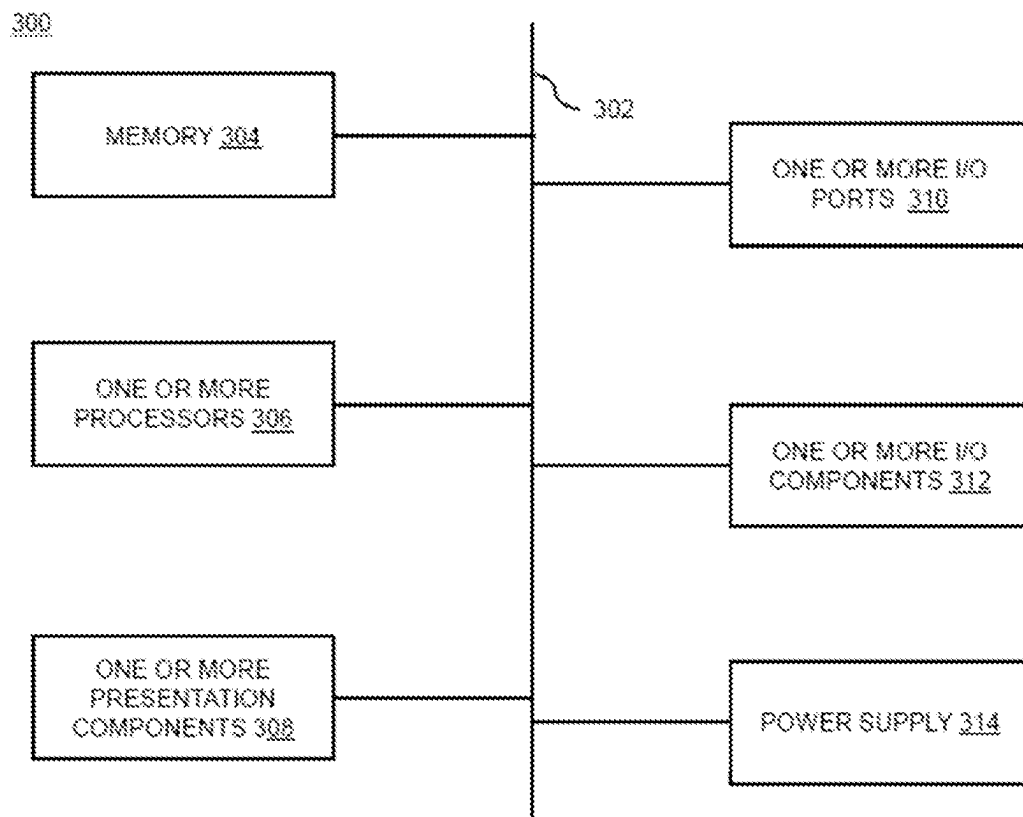 300
302
MEMORY 304
ONE OR MORE I/O
PORTS 310
ONE OR MORE
PROCESSORS 306
ONE OR MORE I/O
COMPONENTS 312
ONE OR MORE
PRESENTATION
COMPONENTS 308
POWER SUPPLY 314